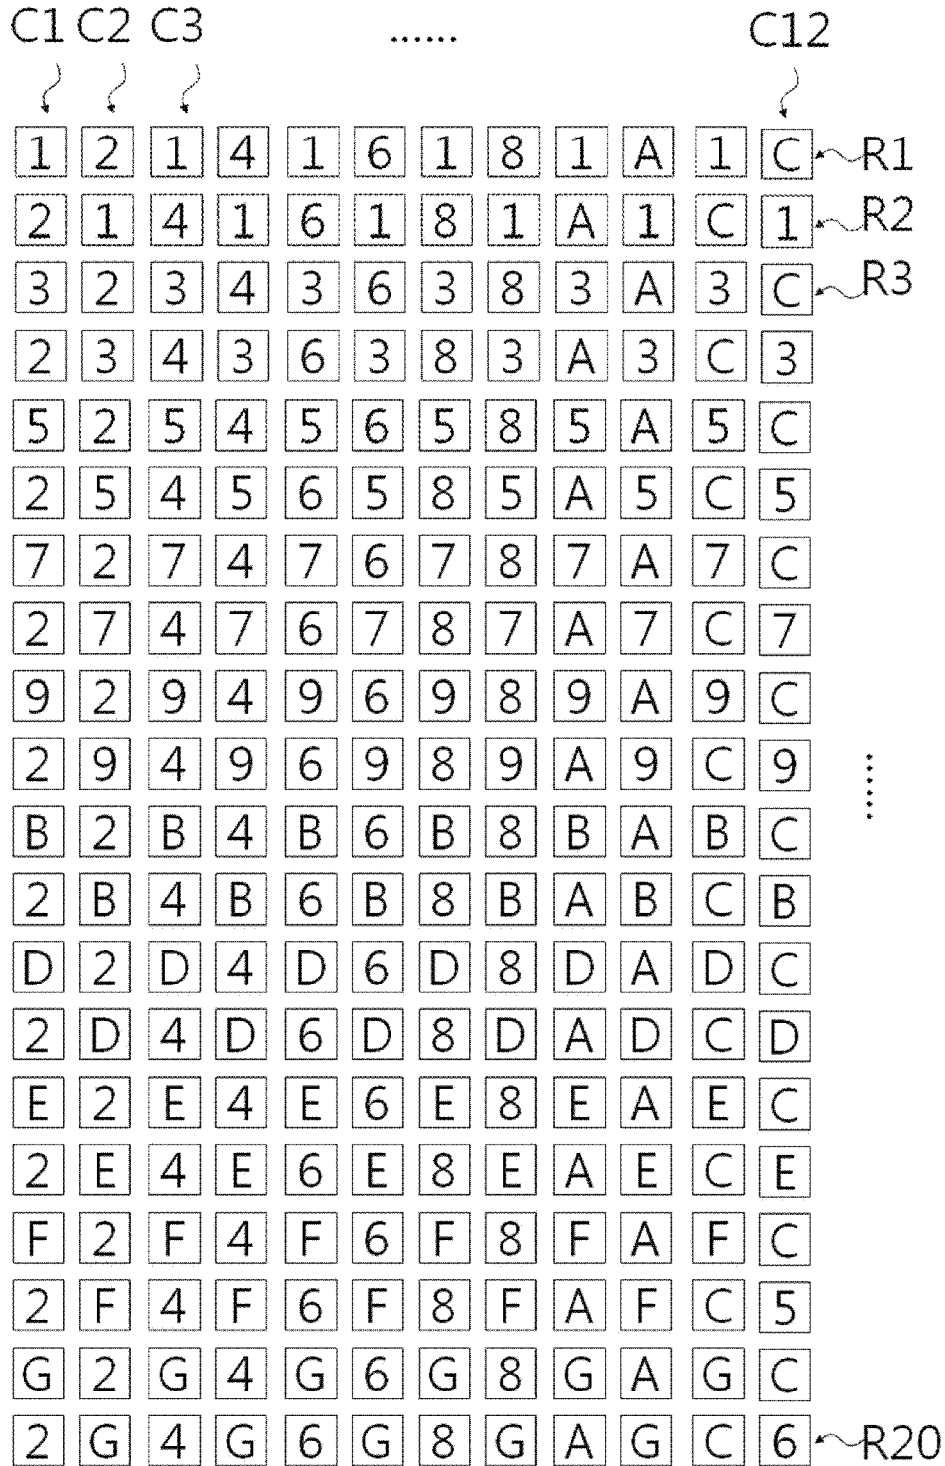 C1 C2 C3 ...... C12
1 2 1 4 1 6 1 8 1 A 1 C R1
2 1 4 1 6 1 8 1 A 1 C 1 R2
3 2 3 4 3 6 3 8 3 A 3 C R3
2 3 4 3 6 3 8 3 A 3 C 3
5 2 5 4 5 6 5 8 5 A 5 C
2 5 4 5 6 5 8 5 A 5 C 5
7 2 7 4 7 6 7 8 7 A 7 C
2 7 4 7 6 7 8 7 A 7 C 7
9 2 9 4 9 6 9 8 9 A 9 C
2 9 4 9 6 9 8 9 A 9 C 9 ......
B 2 B 4 B 6 B 8 B A B C
2 B 4 B 6 B 8 B A B C B
D 2 D 4 D 6 D 8 D A D C
2 D 4 D 6 D 8 D A D C D
E 2 E 4 E 6 E 8 E A E C
2 E 4 E 6 E 8 E A E C E
F 2 F 4 F 6 F 8 F A F C
2 F 4 F 6 F 8 F A F C 5
G 2 G 4 G 6 G 8 G A G C
2 G 4 G 6 G 8 G A G C 6 R20